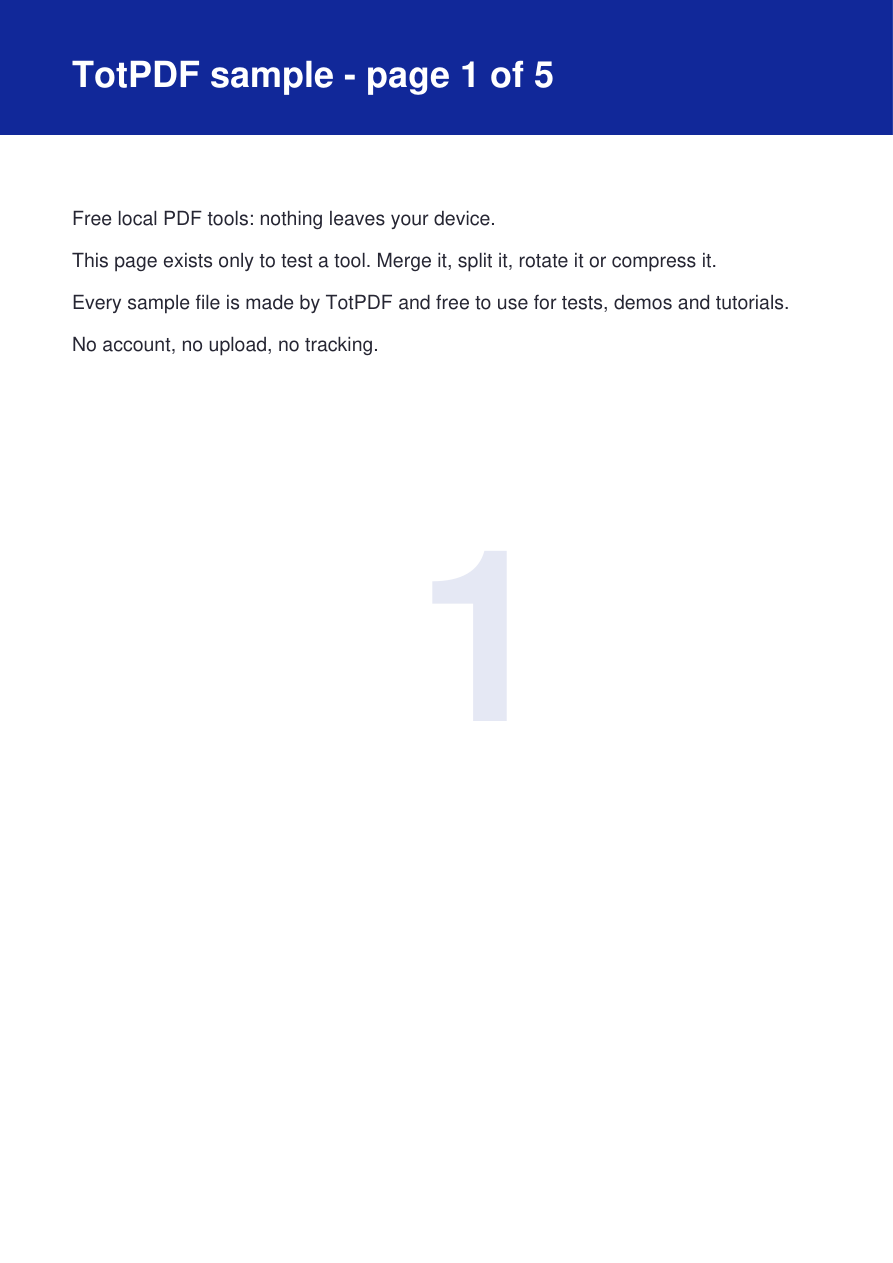 TotPDF sample - page 1 of 5
Free local PDF tools: nothing leaves your device.
This page exists only to test a tool. Merge it, split it, rotate it or compress it.
Every sample file is made by TotPDF and free to use for tests, demos and tutorials.
No account, no upload, no tracking.
1